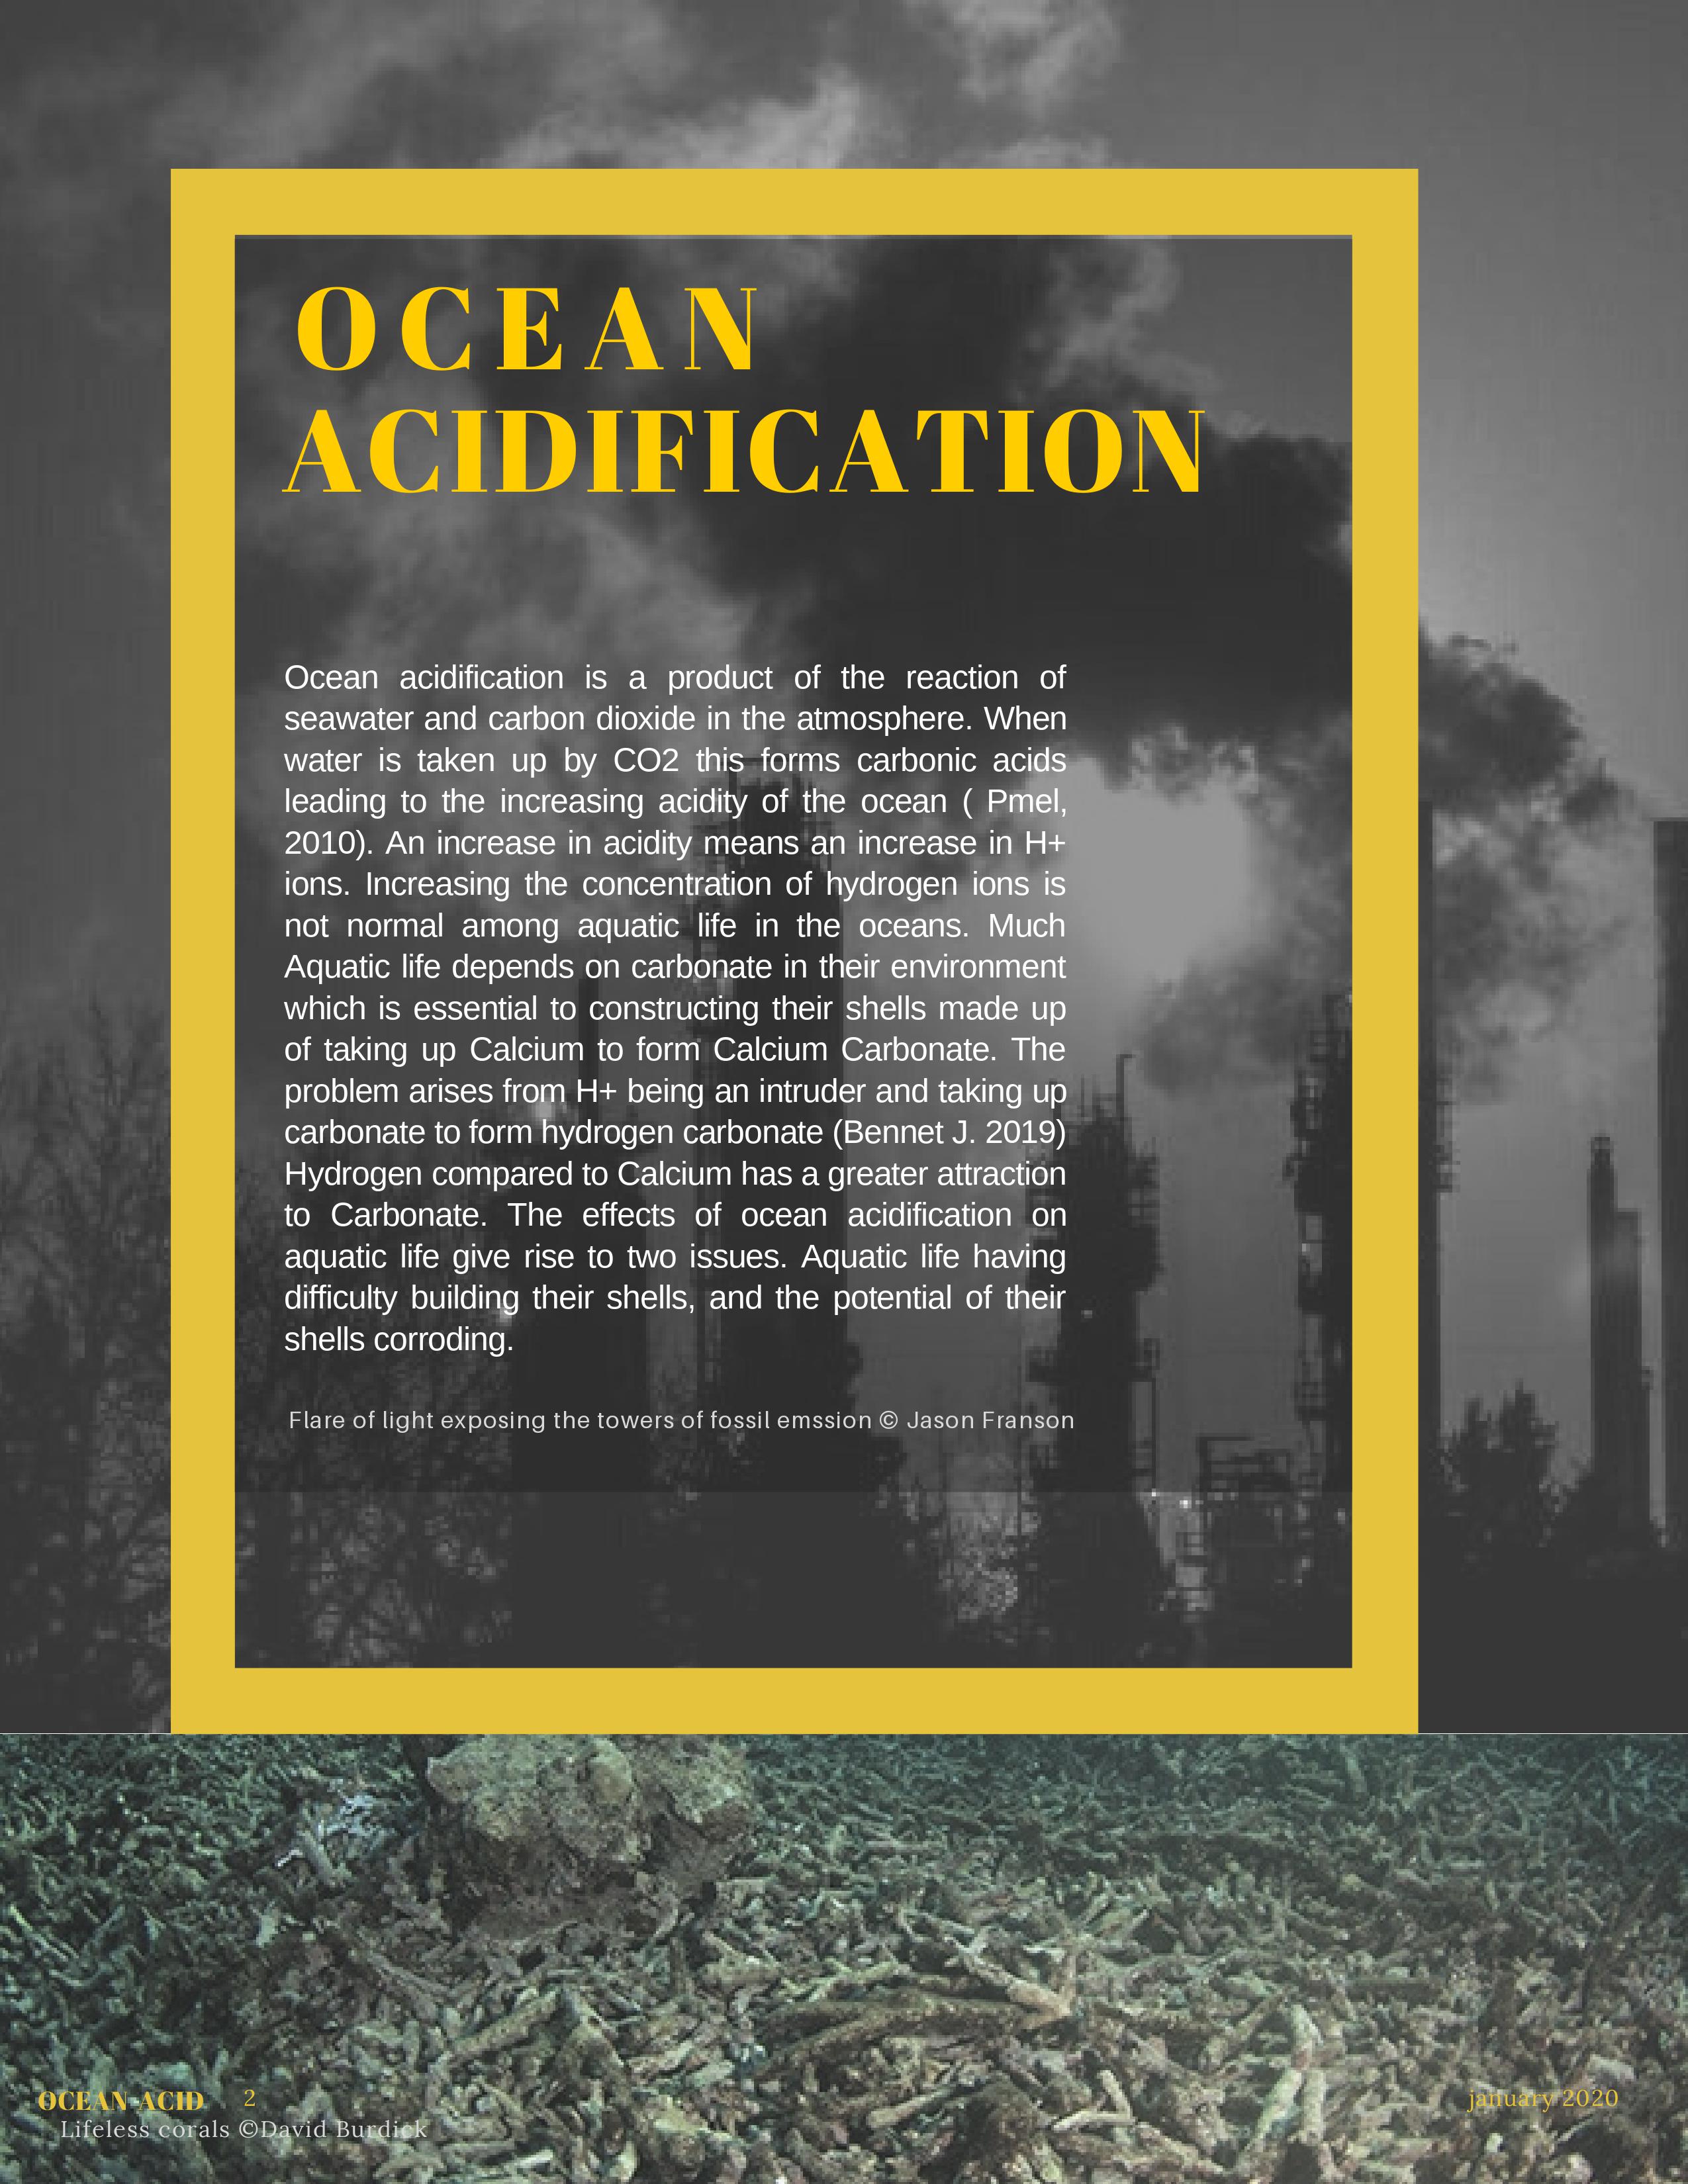 OCEAN
ACIDIFICATION
Ocean acidification is a product of the reaction of
seawater and carbon dioxide in the atmosphere. When
water is taken up by CO2 this forms carbonic acids
leading to the increasing acidity of the ocean ( Pmel,
2010). An increase in acidity means an increase in H+
ions. Increasing the concentration of hydrogen ions is
not normal among aquatic life in the oceans. Much
Aquatic life depends on carbonate in their environment
which is essential to constructing their shells made up
of taking up Calcium to form Calcium Carbonate. The
problem arises from H+ being an intruder and taking up
carbonate to form hydrogen carbonate (Bennet J. 2019)
Hydrogen compared to Calcium has a greater attraction
to Carbonate. The effects of ocean acidification on
aquatic life give rise to two issues. Aquatic life having
difficulty building their shells, and the potential of their
shells corroding.
Flare of light exposing the towers of fossil emssion © Jason Franson
OCEAN ACID 2
january 2020
Lifeless corals ©David Burdick